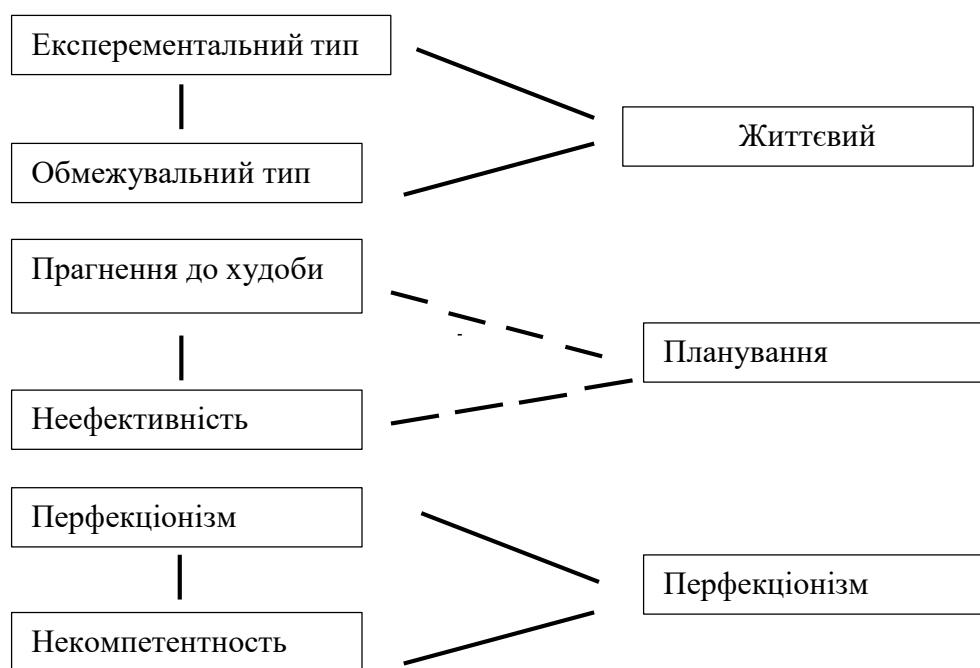 Експерементальний тип
Життєвий
Обмежувальний тип
Прагнення до худоби
Планування
Неефективність
Перфекціонізм
Перфекціонізм
Некомпетентность